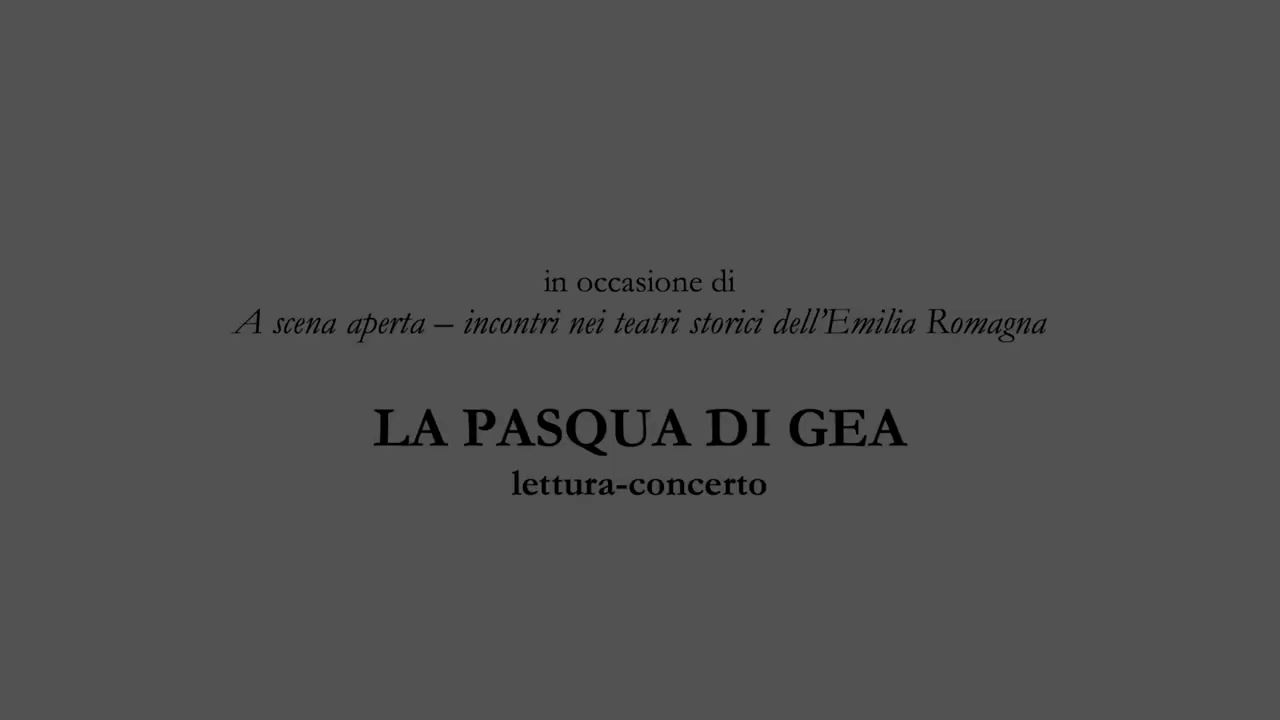 in occasione di
A scena aperta – incontri nei teatri storici dell’Emilia Romagna
LA PASQUA DI GEA
lettura-concerto